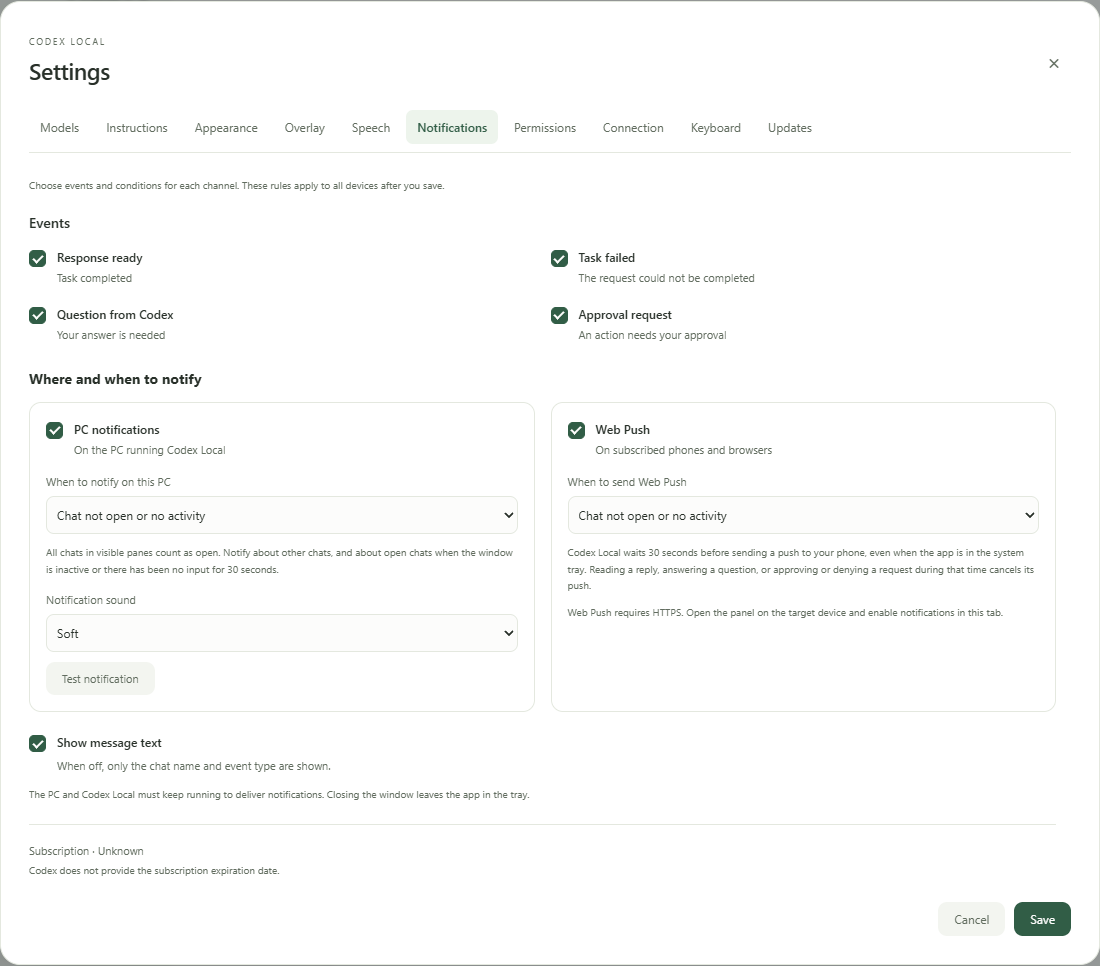 CODEX LOCAL
Settings
Models Instructions Appearance Overlay Speech Notifications Permissions Connection Keyboard Updates
Choose events and conditions for each channel. These rules apply to all devices after you save.
Events
Response ready
Task completed
Task failed
The request could not be completed
Question from Codex
Your answer is needed
Approval request
An action needs your approval
Where and when to notify
PC notifications
On the PC running Codex Local
When to notify on this PC
Chat not open or no activity
All chats in visible panes count as open. Notify about other chats, and about open chats when the window
is inactive or there has been no input for 30 seconds.
Notification sound
Soft
Test notification
Web Push
On subscribed phones and browsers
When to send Web Push
Chat not open or no activity
Codex Local waits 30 seconds before sending a push to your phone, even when the app is in the system
tray. Reading a reply, answering a question, or approving or denying a request during that time cancels its
push.
Web Push requires HTTPS. Open the panel on the target device and enable notifications in this tab.
Show message text
When off, only the chat name and event type are shown.
The PC and Codex Local must keep running to deliver notifications. Closing the window leaves the app in the tray.
Subscription · Unknown
Codex does not provide the subscription expiration date.
Cancel Save